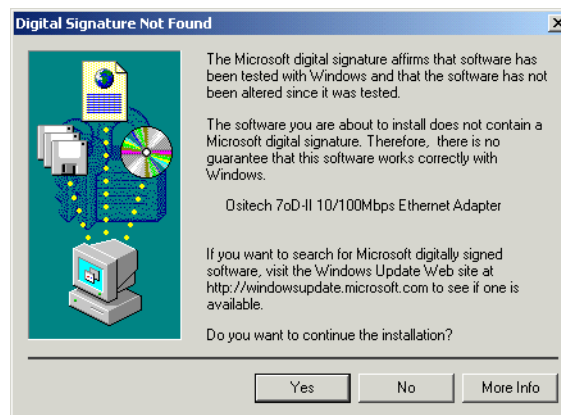 Digital Signature Not Found
The Microsoft digital signature affirms that software has
been tested with Windows and that the software has not
been altered since it was tested.
The software you are about to install does not contain a
Microsoft digital signature. Therefore, there is no
guarantee that this software works correctly with
Windows.
Ositech 7oD-II 10/100Mbps Ethernet Adapter
If you want to search for Microsoft digitally signed
software, visit the Windows Update Web site at
http://windowsupdate.microsoft.com to see if one is
available.
Do you want to continue the installation?
Yes No More Info